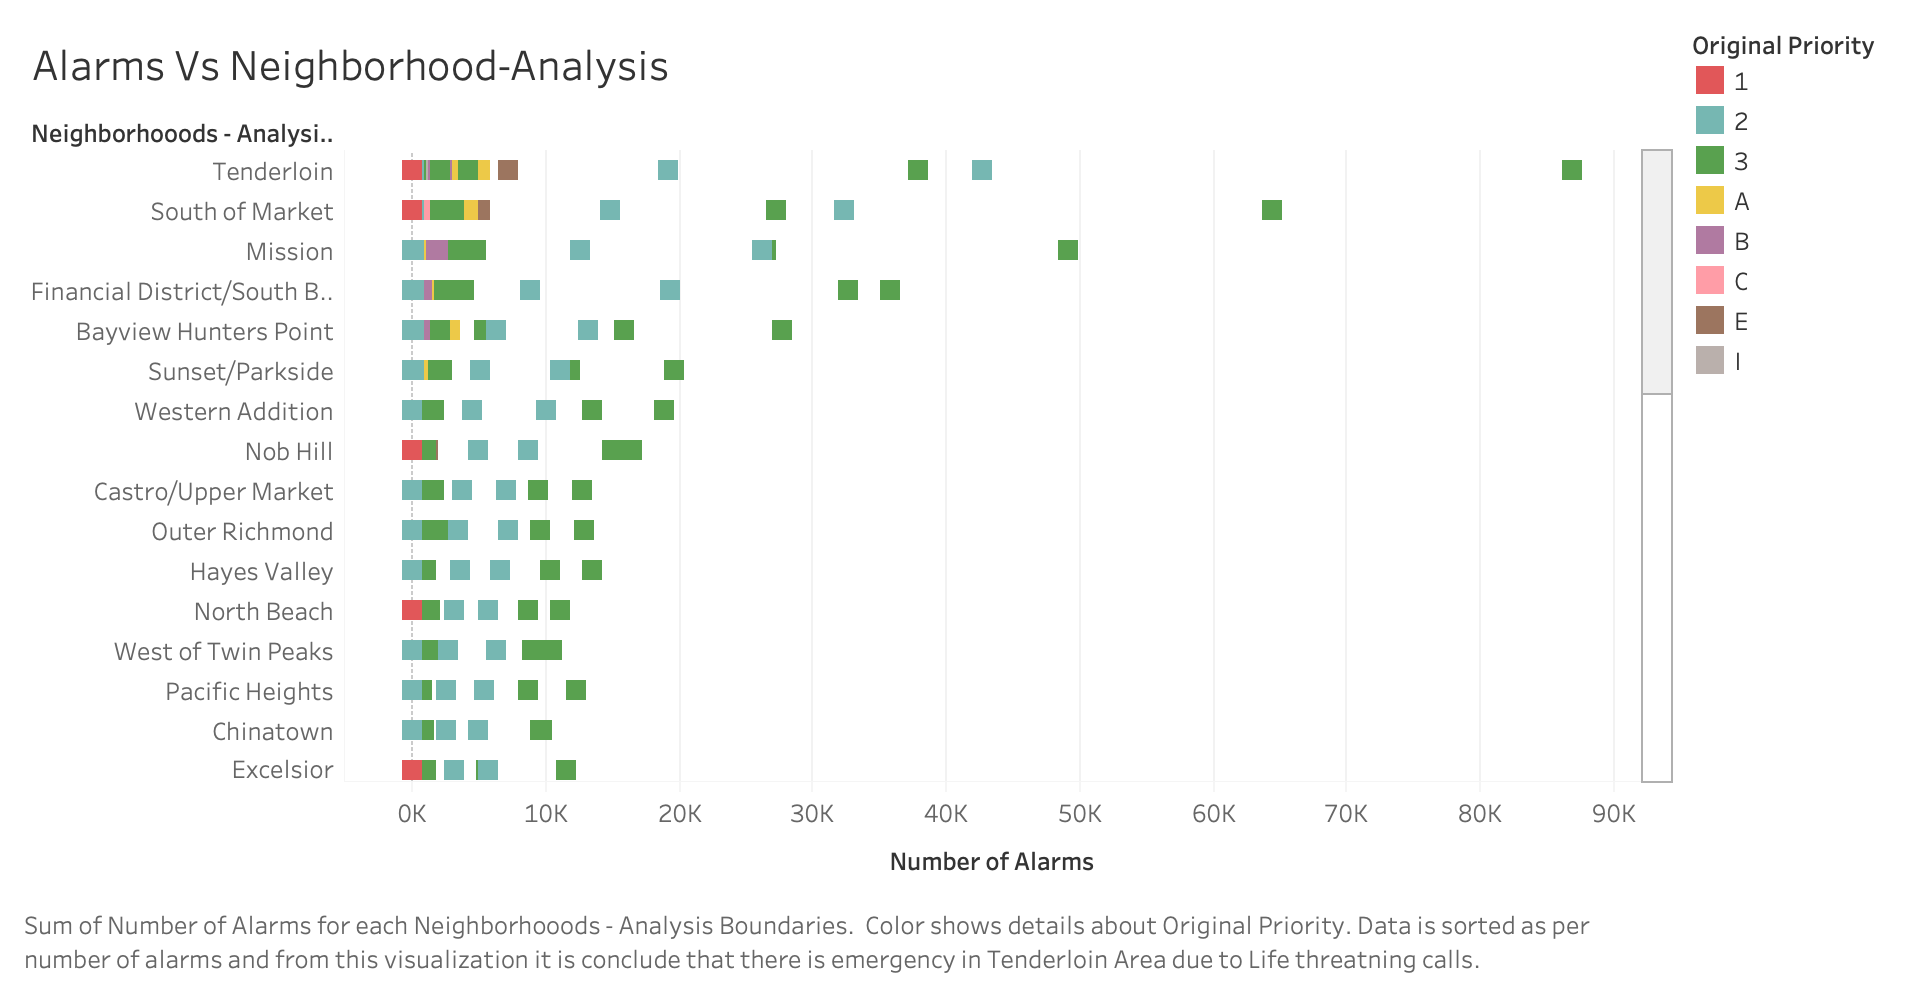 Alarms Vs Neighborhood-Analysis
Original Priority
1
2
3
A
B
C
E
I
Neighborhooods - Analysi..
Tenderloin
South of Market
Mission
Financial District/South B..
Bayview Hunters Point
Sunset/Parkside
Western Addition
Nob Hill
Castro/Upper Market
Outer Richmond
Hayes Valley
North Beach
West of Twin Peaks
Pacific Heights
Chinatown
Excelsior
0K 10K 20K 30K 40K 50K 60K 70K 80K 90K
Number of Alarms
Sum of Number of Alarms for each Neighborhooods - Analysis Boundaries.  Color shows details about Original Priority. Data is sorted as per
number of alarms and from this visualization it is conclude that there is emergency in Tenderloin Area due to Life threatning calls.